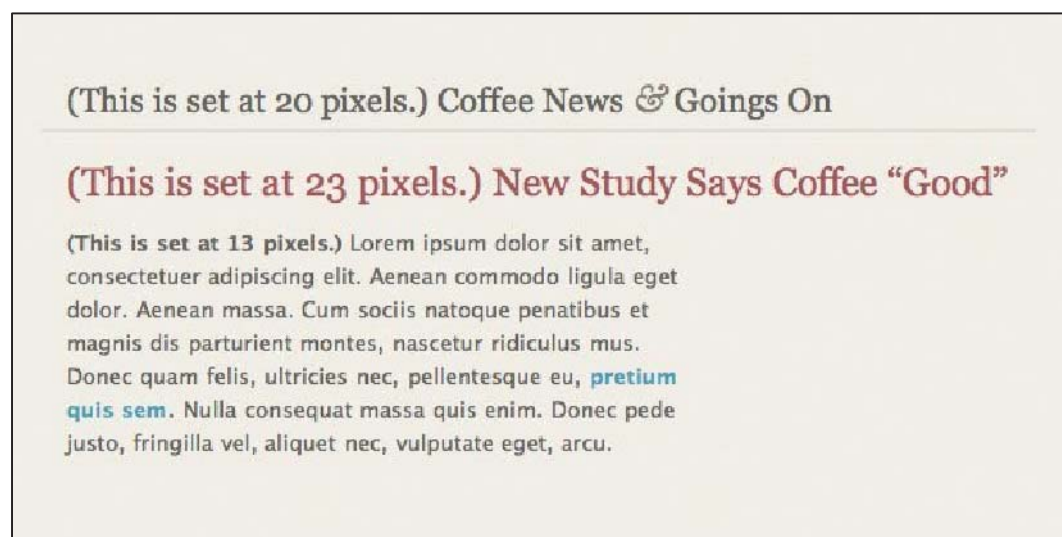 (This is set at 20 pixels.) Coffee News & Goings On
(This is set at 23 pixels.) New Study Says Coffee “Good”
(This is set at 13 pixels.) Lorem ipsum dolor sit amet,
consectetuer adipiscing elit. Aenean commodo ligula eget
dolor. Aenean massa. Cum sociis natoque penatibus et
magnis dis parturient montes, nascetur ridiculus mus.
Donec quam felis, ultricies nec, pellentesque eu, pretium
quis sem. Nulla consequat massa quis enim. Donec pede
justo, fringilla vel, aliquet nec, vulputate eget, arcu.